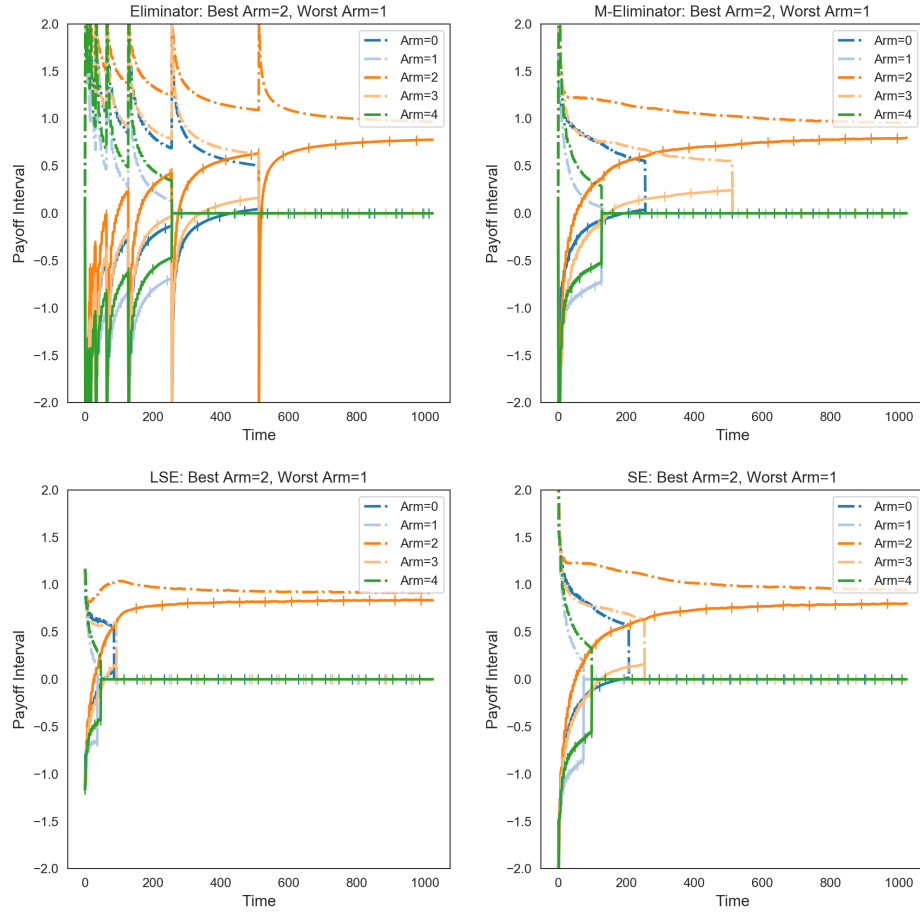 Eliminator: Best Arm=2, Worst Arm=1
2.0
1.5
1.0
0.5
0.0
−0.5
−1.0
−1.5
−2.0
Payoff Interval
0 200 400 600 800 1000
Time
Arm=0
Arm=1
Arm=2
Arm=3
Arm=4
M-Eliminator: Best Arm=2, Worst Arm=1
2.0
1.5
1.0
0.5
0.0
−0.5
−1.0
−1.5
−2.0
Payoff Interval
0 200 400 600 800 1000
Time
Arm=0
Arm=1
Arm=2
Arm=3
Arm=4
LSE: Best Arm=2, Worst Arm=1
2.0
1.5
1.0
0.5
0.0
−0.5
−1.0
−1.5
−2.0
Payoff Interval
0 200 400 600 800 1000
Time
Arm=0
Arm=1
Arm=2
Arm=3
Arm=4
SE: Best Arm=2, Worst Arm=1
2.0
1.5
1.0
0.5
0.0
−0.5
−1.0
−1.5
−2.0
Payoff Interval
0 200 400 600 800 1000
Time
Arm=0
Arm=1
Arm=2
Arm=3
Arm=4